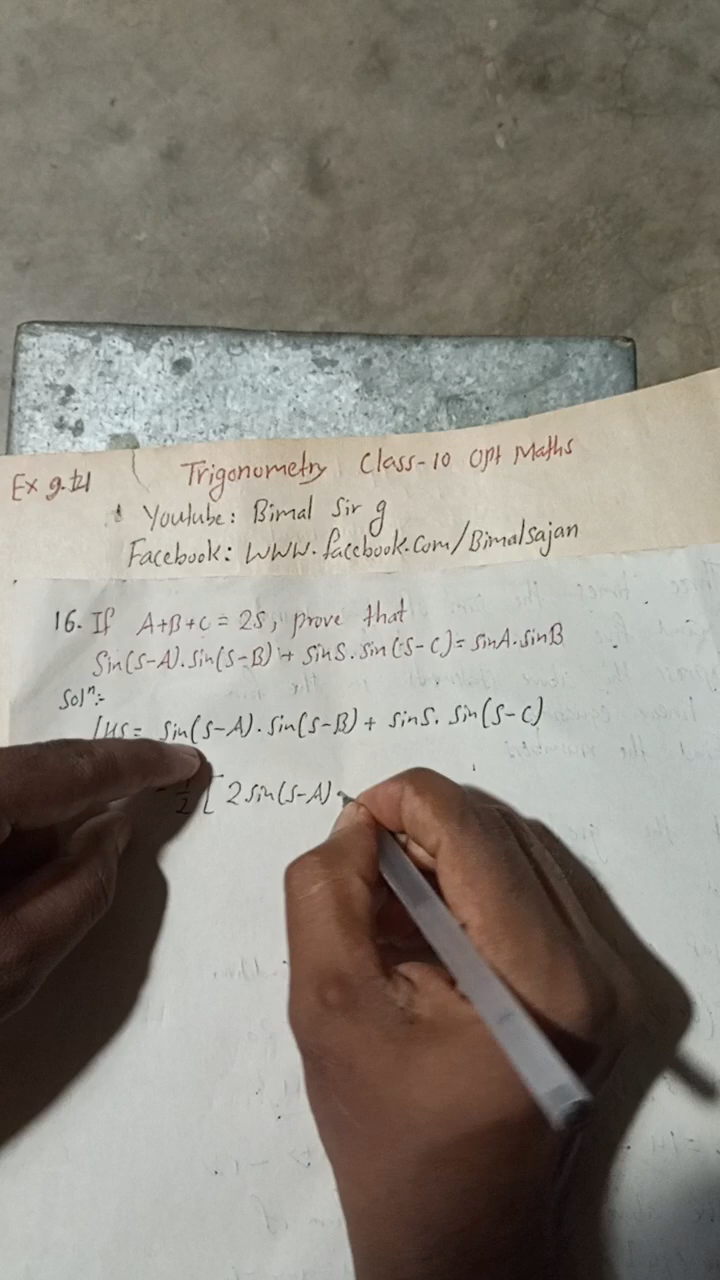 Trigonometry Class-10 Opt Maths
Ex 9.
Youtube: Bimal Sir g
Facebook: WWW.facebook.Com/Bimalsajan
16. If A+B+C = 2S, prove that
Sin(S-A).sin(S-B) + sinS.sin(S-C) = sinA.sinB
Solⁿ:-
LHS = sin(S-A).sin(S-B) + sinS. sin(S-C)
1/2 [ 2sin(S-A).